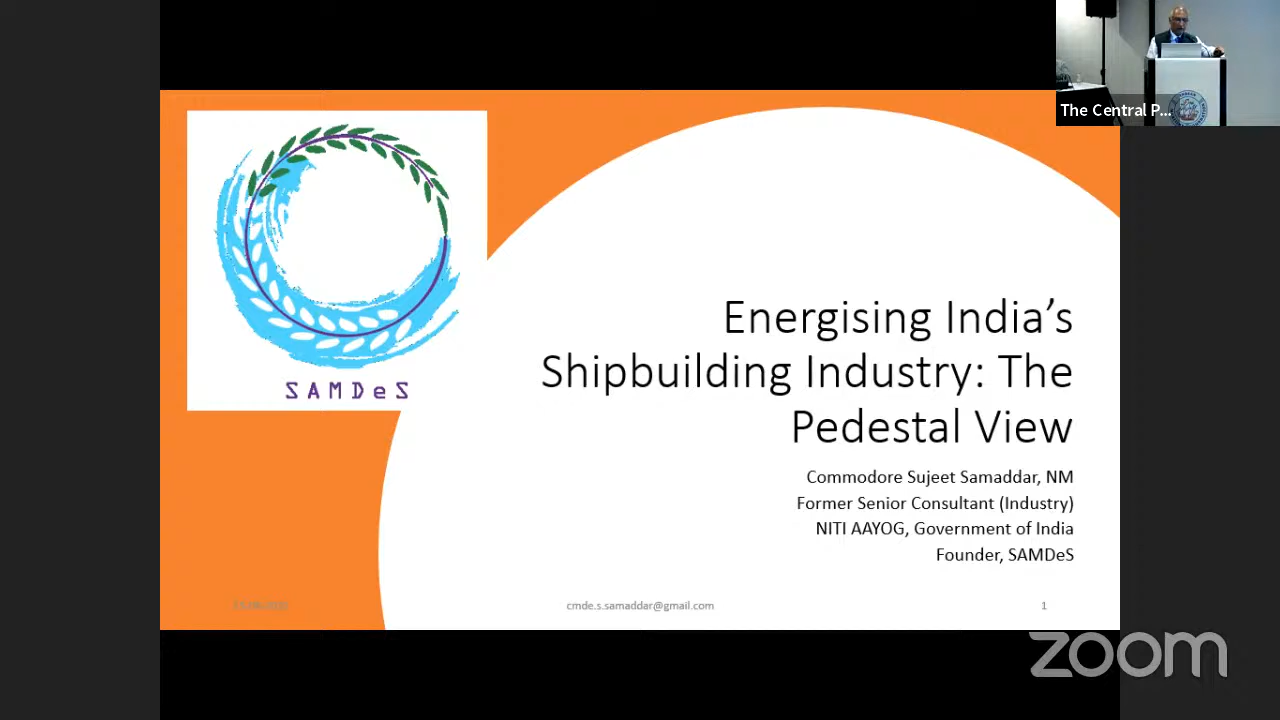 The Central P...
SAMDeS
Energising India’s
Shipbuilding Industry: The
Pedestal View
Commodore Sujeet Samaddar, NM
Former Senior Consultant (Industry)
NITI AAYOG, Government of India
Founder, SAMDeS
cmde.s.samaddar@gmail.com
1
zoom